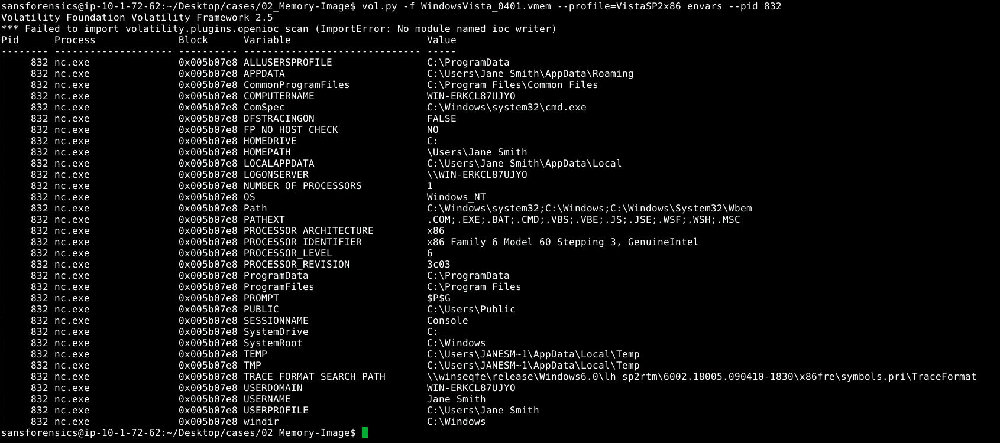 sansforensics@ip-10-1-72-62:~/Desktop/cases/02_Memory-Image$ vol.py -f WindowsVista_0401.vmem --profile=VistaSP2x86 envars --pid 832
Volatility Foundation Volatility Framework 2.5
*** Failed to import volatility.plugins.openioc_scan (ImportError: No module named ioc_writer)
Pid      Process              Block      Variable                       Value
-------- -------------------- ---------- ------------------------------ -----
     832 nc.exe               0x005b07e8 ALLUSERSPROFILE                C:\ProgramData
     832 nc.exe               0x005b07e8 APPDATA                        C:\Users\Jane Smith\AppData\Roaming
     832 nc.exe               0x005b07e8 CommonProgramFiles             C:\Program Files\Common Files
     832 nc.exe               0x005b07e8 COMPUTERNAME                   WIN-ERKCL87UJYO
     832 nc.exe               0x005b07e8 ComSpec                        C:\Windows\system32\cmd.exe
     832 nc.exe               0x005b07e8 DFSTRACINGON                   FALSE
     832 nc.exe               0x005b07e8 FP_NO_HOST_CHECK               NO
     832 nc.exe               0x005b07e8 HOMEDRIVE                      C:
     832 nc.exe               0x005b07e8 HOMEPATH                       \Users\Jane Smith
     832 nc.exe               0x005b07e8 LOCALAPPDATA                   C:\Users\Jane Smith\AppData\Local
     832 nc.exe               0x005b07e8 LOGONSERVER                    \\WIN-ERKCL87UJYO
     832 nc.exe               0x005b07e8 NUMBER_OF_PROCESSORS           1
     832 nc.exe               0x005b07e8 OS                             Windows_NT
     832 nc.exe               0x005b07e8 Path                           C:\Windows\system32;C:\Windows;C:\Windows\System32\Wbem
     832 nc.exe               0x005b07e8 PATHEXT                        .COM;.EXE;.BAT;.CMD;.VBS;.VBE;.JS;.JSE;.WSF;.WSH;.MSC
     832 nc.exe               0x005b07e8 PROCESSOR_ARCHITECTURE         x86
     832 nc.exe               0x005b07e8 PROCESSOR_IDENTIFIER           x86 Family 6 Model 60 Stepping 3, GenuineIntel
     832 nc.exe               0x005b07e8 PROCESSOR_LEVEL                6
     832 nc.exe               0x005b07e8 PROCESSOR_REVISION             3c03
     832 nc.exe               0x005b07e8 ProgramData                    C:\ProgramData
     832 nc.exe               0x005b07e8 ProgramFiles                   C:\Program Files
     832 nc.exe               0x005b07e8 PROMPT                         $P$G
     832 nc.exe               0x005b07e8 PUBLIC                         C:\Users\Public
     832 nc.exe               0x005b07e8 SESSIONNAME                    Console
     832 nc.exe               0x005b07e8 SystemDrive                    C:
     832 nc.exe               0x005b07e8 SystemRoot                     C:\Windows
     832 nc.exe               0x005b07e8 TEMP                           C:\Users\JANESM~1\AppData\Local\Temp
     832 nc.exe               0x005b07e8 TMP                            C:\Users\JANESM~1\AppData\Local\Temp
     832 nc.exe               0x005b07e8 TRACE_FORMAT_SEARCH_PATH       \\winseqfe\release\Windows6.0\lh_sp2rtm\6002.18005.090410-1830\x86fre\symbols.pri\TraceFormat
     832 nc.exe               0x005b07e8 USERDOMAIN                     WIN-ERKCL87UJYO
     832 nc.exe               0x005b07e8 USERNAME                       Jane Smith
     832 nc.exe               0x005b07e8 USERPROFILE                    C:\Users\Jane Smith
     832 nc.exe               0x005b07e8 windir                         C:\Windows
sansforensics@ip-10-1-72-62:~/Desktop/cases/02_Memory-Image$